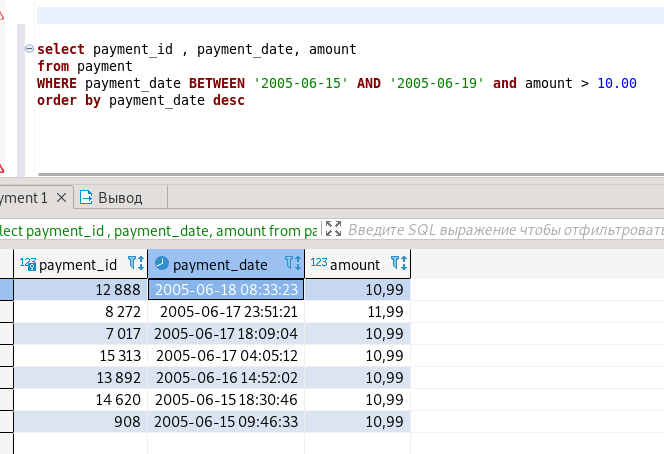 select payment_id , payment_date, amount
from payment
WHERE payment_date BETWEEN '2005-06-15' AND '2005-06-19' and amount > 10.00
order by payment_date desc
yment 1 Вывод
lect payment_id , payment_date, amount from pa Введите SQL выражение чтобы отфильтровать
123 payment_id payment_date 123 amount
12 888 2005-06-18 08:33:23 10,99
8 272 2005-06-17 23:51:21 11,99
7 017 2005-06-17 18:09:04 10,99
15 313 2005-06-17 04:05:12 10,99
13 892 2005-06-16 14:52:02 10,99
14 620 2005-06-15 18:30:46 10,99
908 2005-06-15 09:46:33 10,99